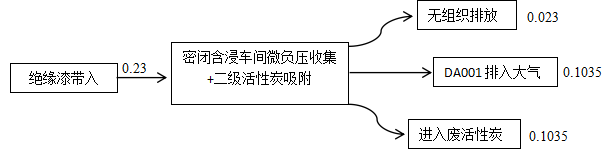 无组织排放 0.023
绝缘漆带入 0.23
密闭含浸车间微负压收集
+二级活性炭吸附
DA001 排入大气 0.1035
进入废活性炭 0.1035